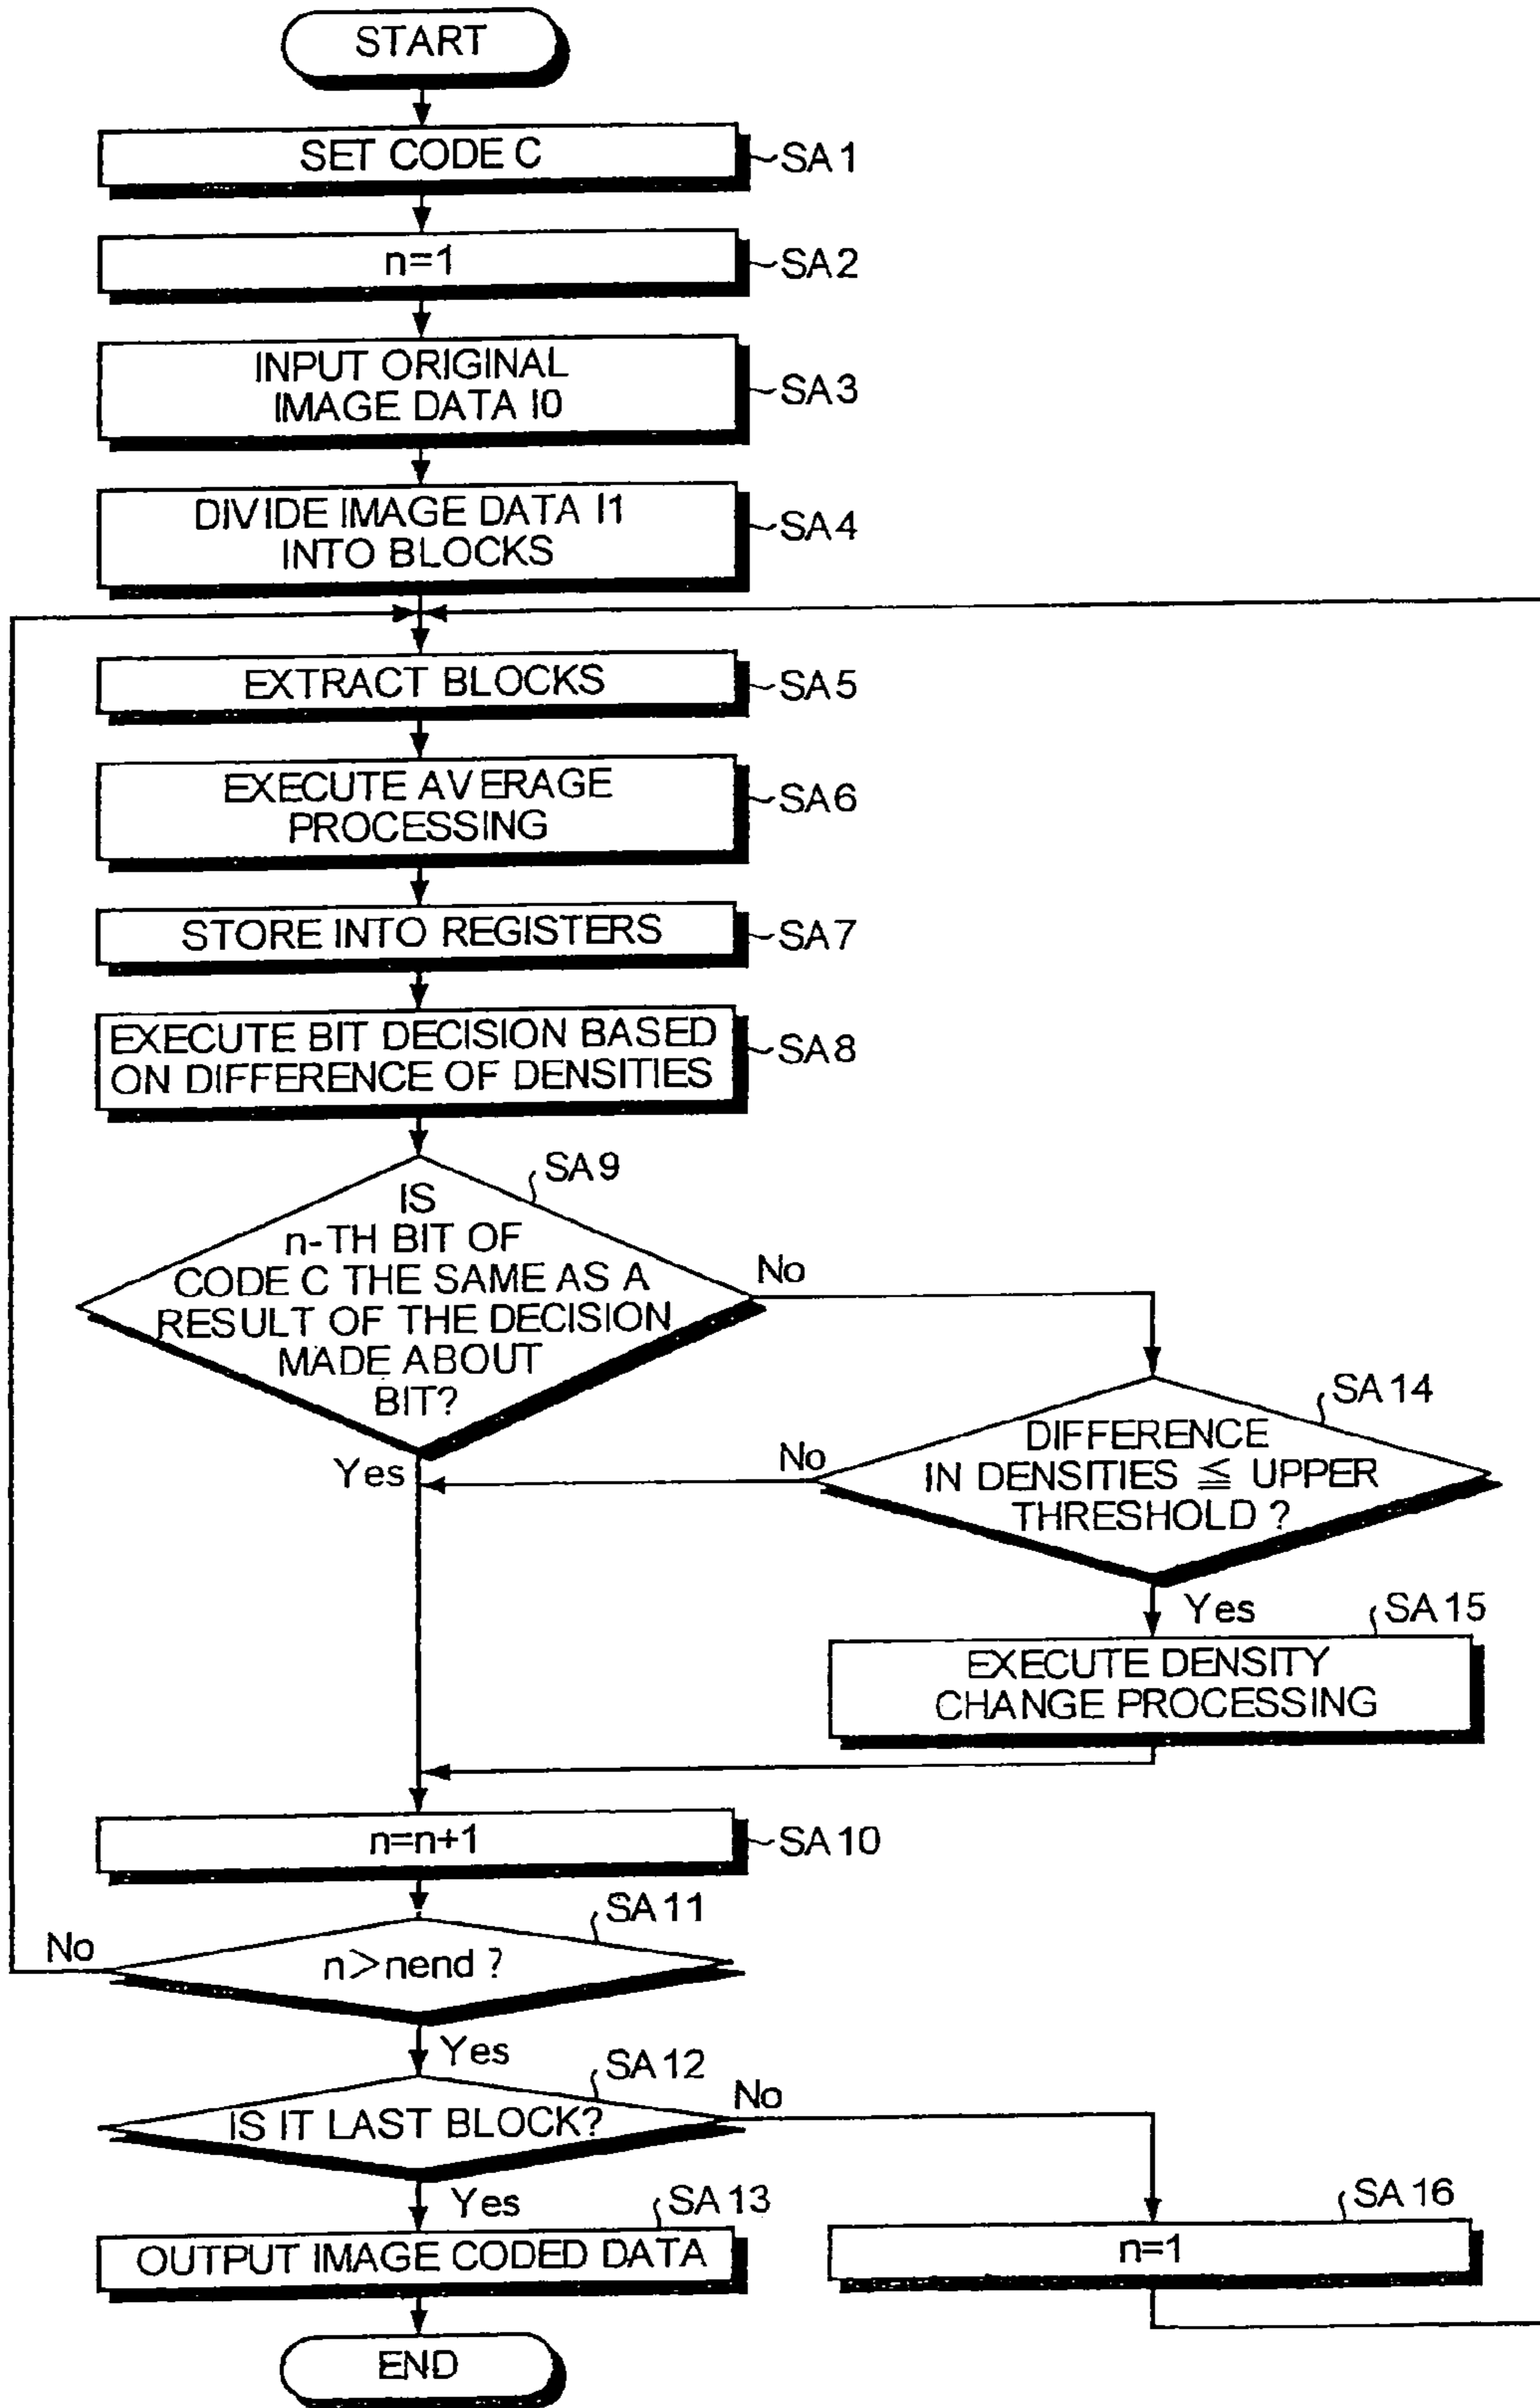 START
SET CODE C
SA1
n=1
SA2
INPUT ORIGINAL
IMAGE DATA I0
SA3
DIVIDE IMAGE DATA I1
INTO BLOCKS
SA4
EXTRACT BLOCKS
SA5
EXECUTE AVERAGE
PROCESSING
SA6
STORE INTO REGISTERS
SA7
EXECUTE BIT DECISION BASED
ON DIFFERENCE OF DENSITIES
SA8
SA9
IS
n-TH BIT OF
CODE C THE SAME AS A
RESULT OF THE DECISION
MADE ABOUT
BIT?
No
Yes
SA14
DIFFERENCE
IN DENSITIES ≦ UPPER
THRESHOLD ?
No
Yes
SA15
EXECUTE DENSITY
CHANGE PROCESSING
n=n+1
SA10
SA11
n>nend ?
No
Yes
SA12
IS IT LAST BLOCK?
No
Yes
SA13
OUTPUT IMAGE CODED DATA
SA16
n=1
END